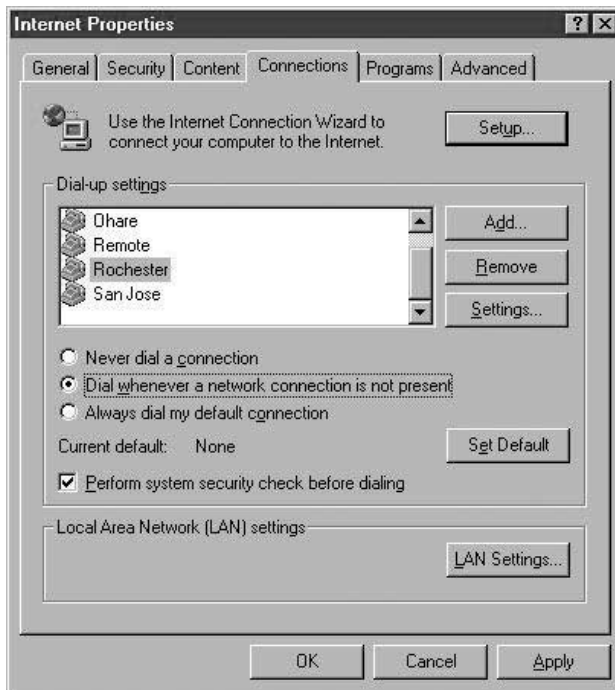 Internet Properties
? ×
General Security Content Connections Programs Advanced
Use the Internet Connection Wizard to
connect your computer to the Internet.
Setup...
Dial-up settings
Ohare
Remote
Rochester
San Jose
Add...
Remove
Settings...
Never dial a connection
Dial whenever a network connection is not present
Always dial my default connection
Current default: None
Set Default
Perform system security check before dialing
Local Area Network (LAN) settings
LAN Settings...
OK Cancel Apply